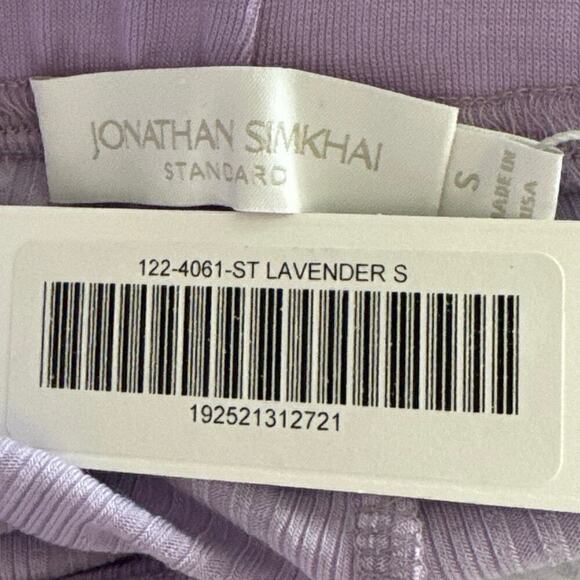 JONATHAN SIMKHAI
STANDARD
S
MADE IN
USA
122-4061-ST LAVENDER S
192521312721